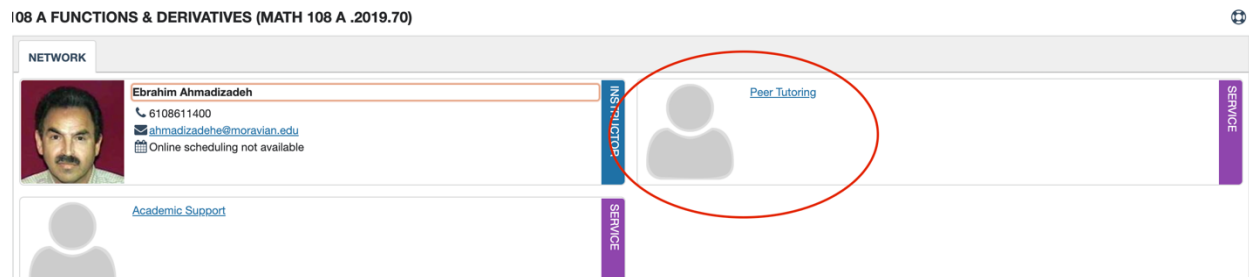 108 A FUNCTIONS & DERIVATIVES (MATH 108 A .2019.70)
NETWORK
Ebrahim Ahmadizadeh
6108611400
ahmadizadehe@moravian.edu
Online scheduling not available
INSTRUCTOR
Peer Tutoring
SERVICE
Academic Support
SERVICE